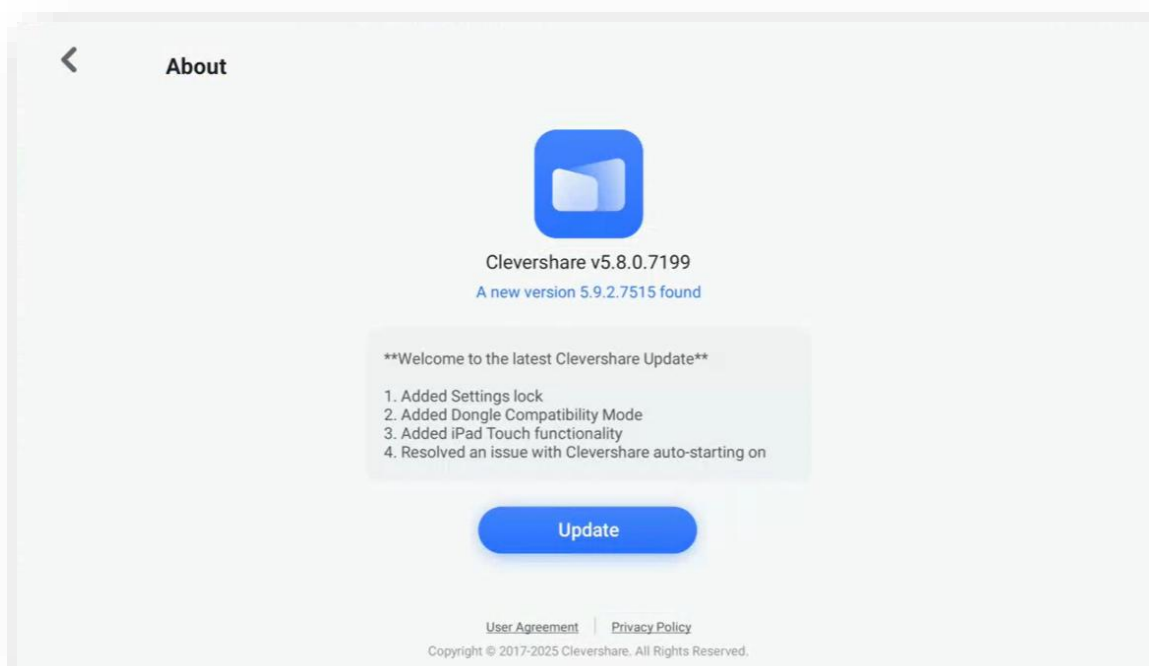 About
Clevershare v5.8.0.7199
A new version 5.9.2.7515 found
**Welcome to the latest Clevershare Update**
1. Added Settings lock
2. Added Dongle Compatibility Mode
3. Added iPad Touch functionality
4. Resolved an issue with Clevershare auto-starting on
Update
User Agreement | Privacy Policy
Copyright © 2017-2025 Clevershare. All Rights Reserved.